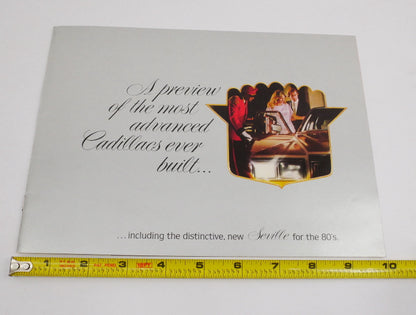 A preview
of the most
advanced
Cadillacs ever
built...
...including the distinctive, new Seville for the 80's.
1 2 3 4 5 6 7 8 9 10